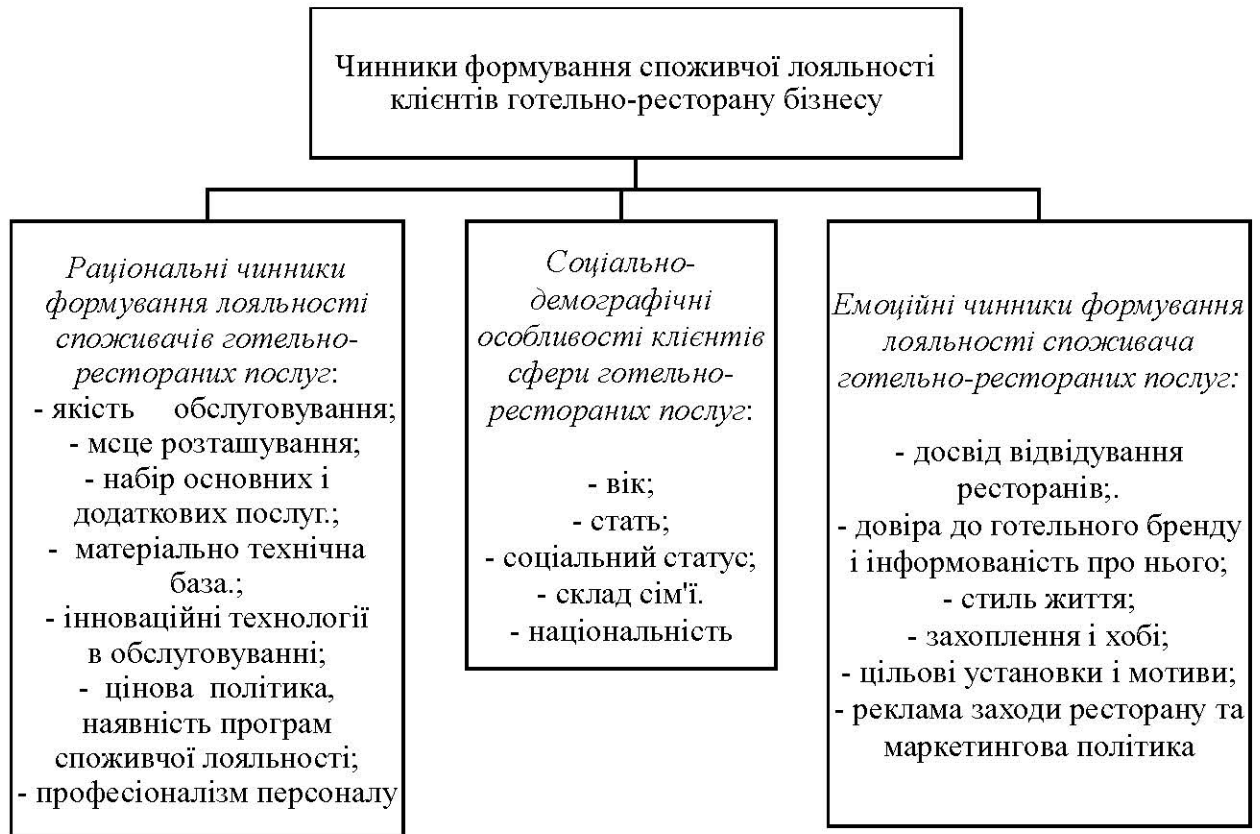 Чинники формування споживчої лояльності
клієнтів готельно-ресторану бізнесу
Раціональні чинники
формування лояльності
споживачів готельно-
рестораних послуг:
- якість обслуговування;
- мсце розташування;
- набір основних і
додаткових послуг.;
- матеріально технічна
база.;
- інноваційні технології
в обслуговуванні;
- цінова політика,
наявність програм
споживчої лояльності;
- професіоналізм персоналу
Соціально-
демографічні
особливості клієнтів
сфери готельно-
рестораних послуг:
- вік;
- стать;
- соціальний статус;
- склад сім'ї.
- національність
Емоційні чинники формування
лояльності споживача
готельно-рестораних послуг:
- досвід відвідування
ресторанів;.
- довіра до готельного бренду
і інформованість про нього;
- стиль життя;
- захоплення і хобі;
- цільові установки і мотиви;
- реклама заходи ресторану та
маркетингова політика